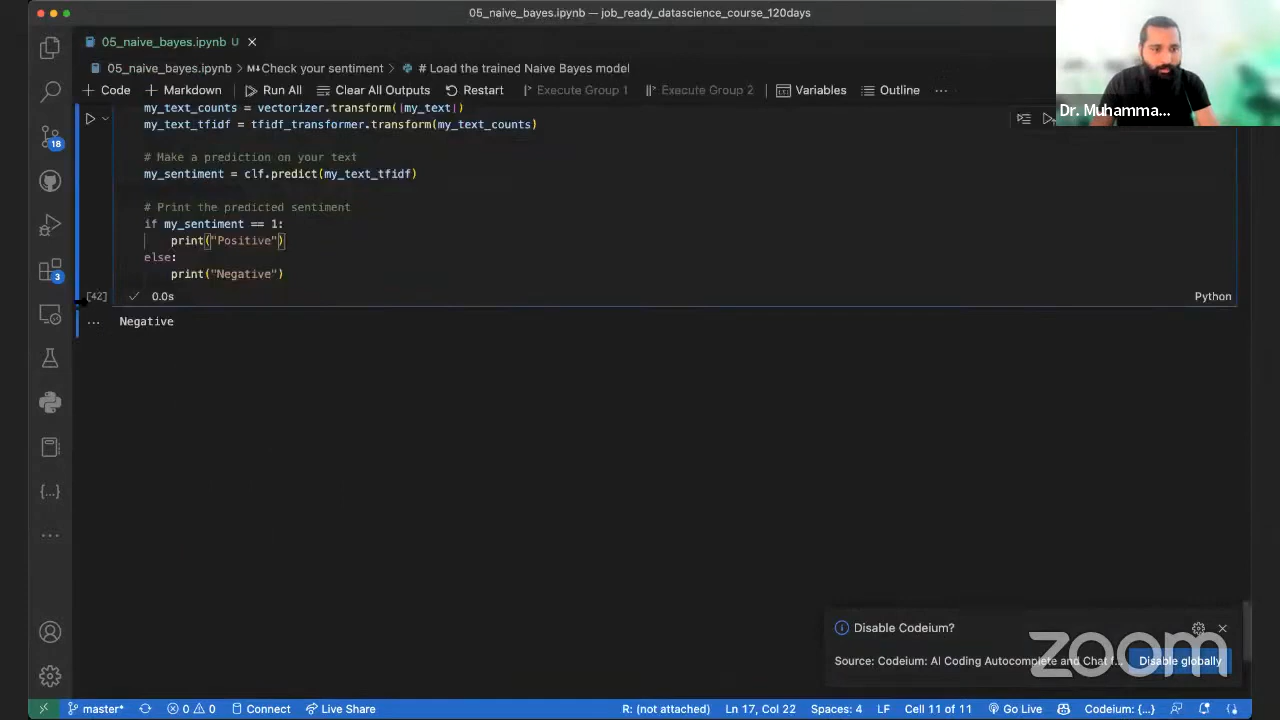 05_naive_bayes.ipynb — job_ready_datascience_course_120days
05_naive_bayes.ipynb U
05_naive_bayes.ipynb > M↓Check your sentiment > # Load the trained Naive Bayes model
+ Code + Markdown Run All Clear All Outputs Restart Execute Group 1 Execute Group 2 Variables Outline ...
Dr. Muhamma...
my_text_counts = vectorizer.transform([my_text])
my_text_tfidf = tfidf_transformer.transform(my_text_counts)
# Make a prediction on your text
my_sentiment = clf.predict(my_text_tfidf)
# Print the predicted sentiment
if my_sentiment == 1:
print("Positive")
else:
print("Negative")
[42] 0.0s Python
... Negative
18
3
{...}
...
Disable Codeium?
Source: Codeium: AI Coding Autocomplete and Chat f... Disable globally
zoom
master* 0 0 Connect Live Share R: (not attached) Ln 17, Col 22 Spaces: 4 LF Cell 11 of 11 Go Live Codeium: {...}